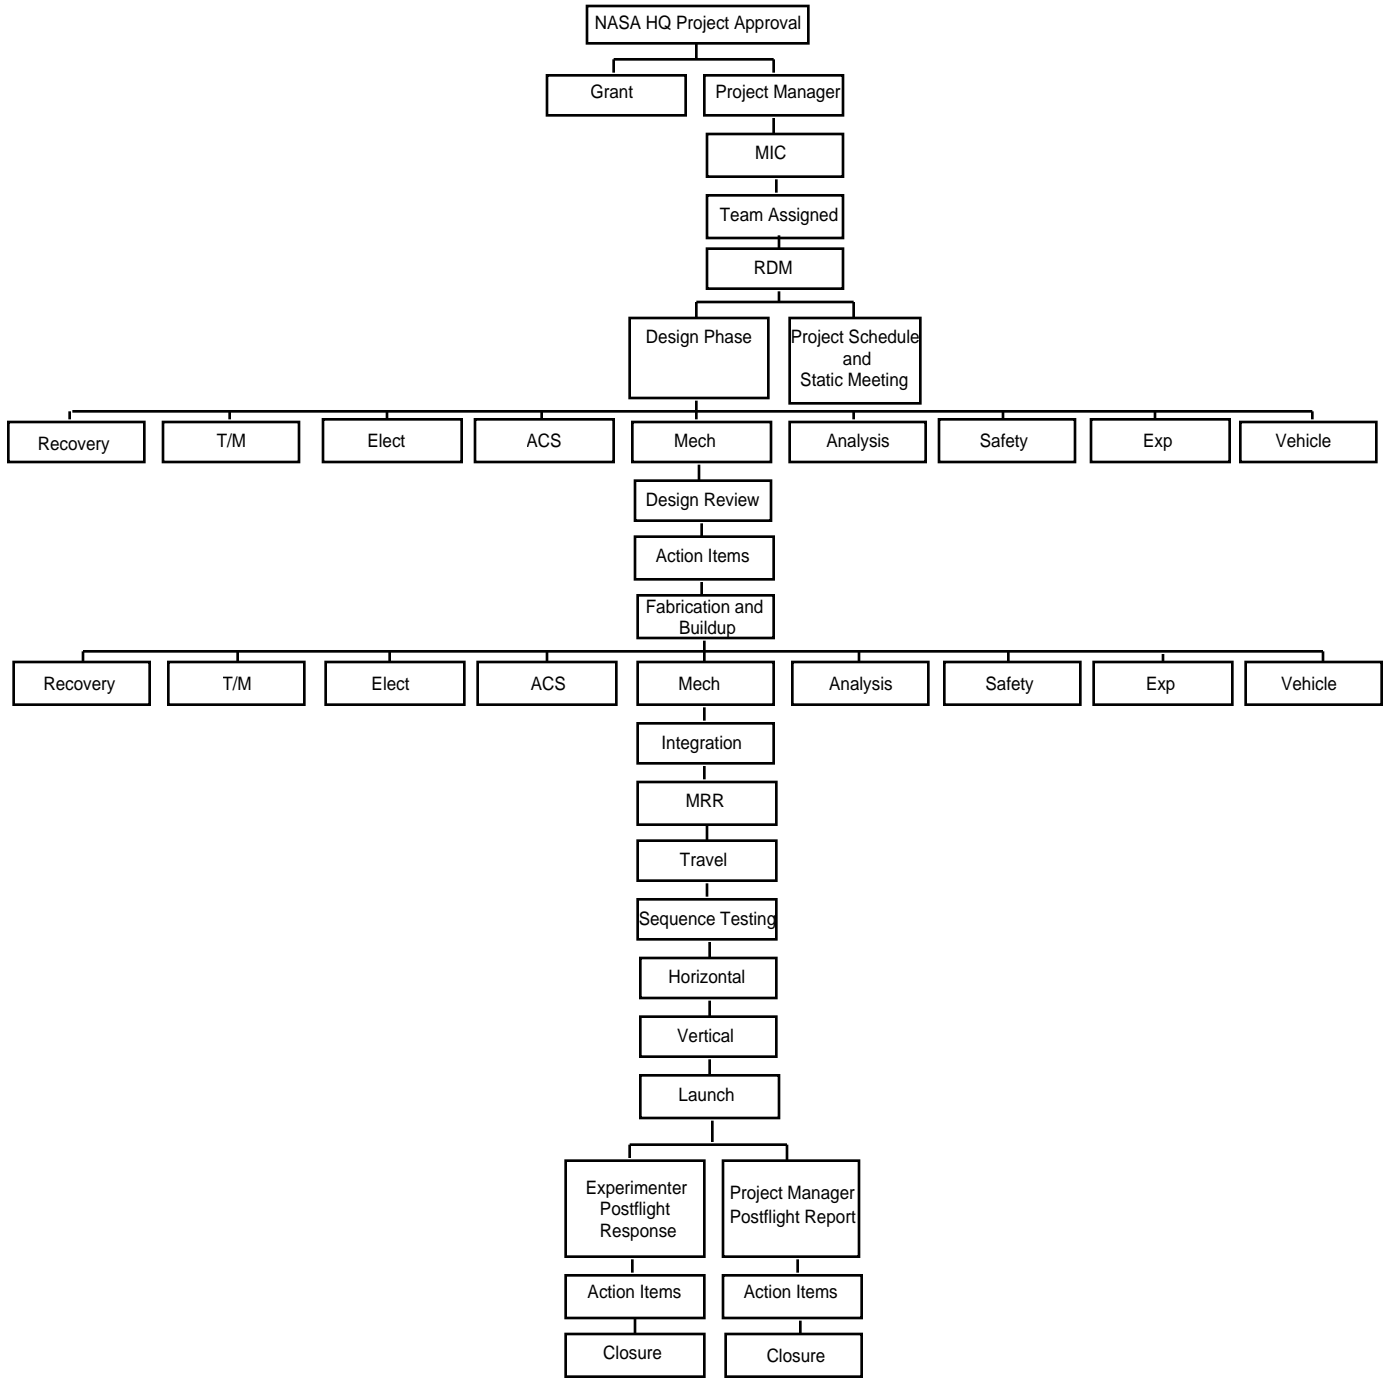 NASA HQ Project Approval
Grant
Project Manager
MIC
Team Assigned
RDM
Design Phase
Project Schedule
and
Static Meeting
Recovery
T/M
Elect
ACS
Mech
Analysis
Safety
Exp
Vehicle
Design Review
Action Items
Fabrication and
Buildup
Recovery
T/M
Elect
ACS
Mech
Analysis
Safety
Exp
Vehicle
Integration
MRR
Travel
Sequence Testing
Horizontal
Vertical
Launch
Experimenter
Postflight
Response
Project Manager
Postflight Report
Action Items
Action Items
Closure
Closure